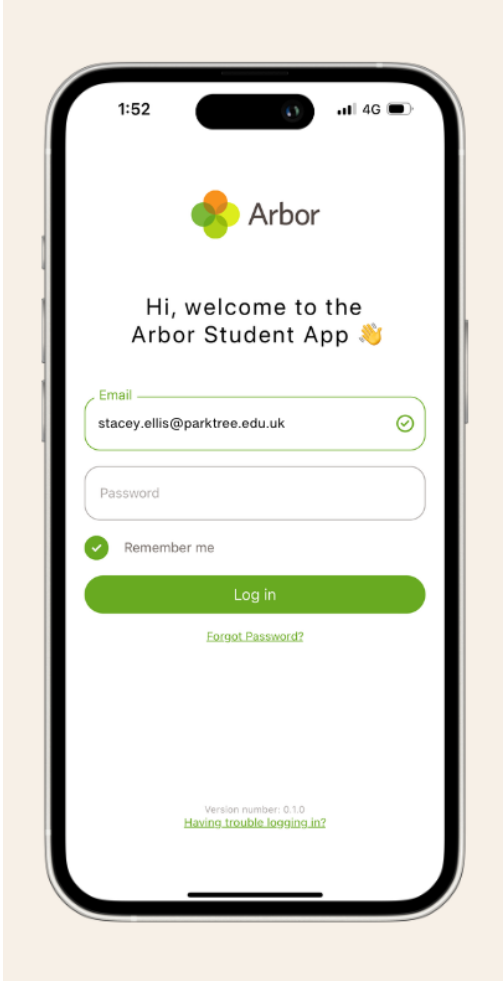 1:52
4G
Arbor
Hi, welcome to the
Arbor Student App 👋
Email
stacey.ellis@parktree.edu.uk
Password
Remember me
Log in
Forgot Password?
Version number: 0.1.0
Having trouble logging in?